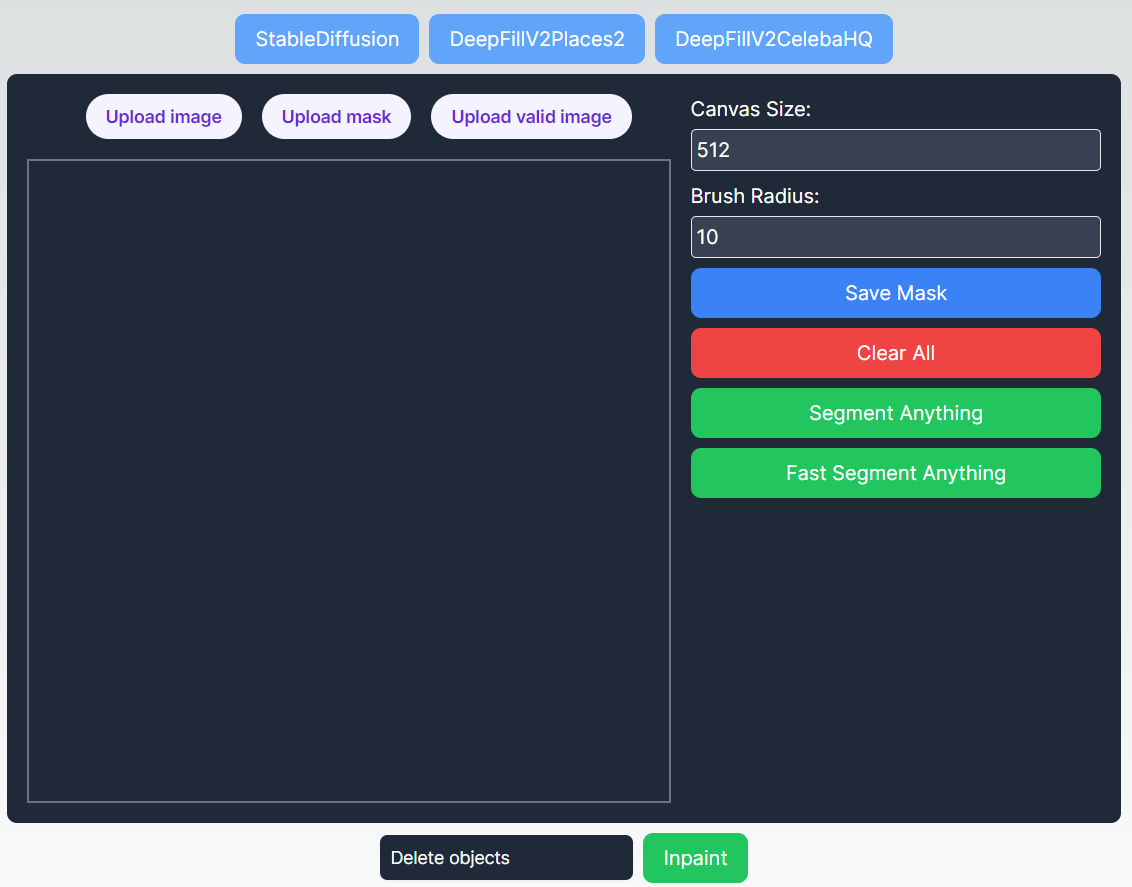 StableDiffusion DeepFillV2Places2 DeepFillV2CelebaHQ
Upload image Upload mask Upload valid image
Canvas Size:
512
Brush Radius:
10
Save Mask
Clear All
Segment Anything
Fast Segment Anything
Delete objects Inpaint